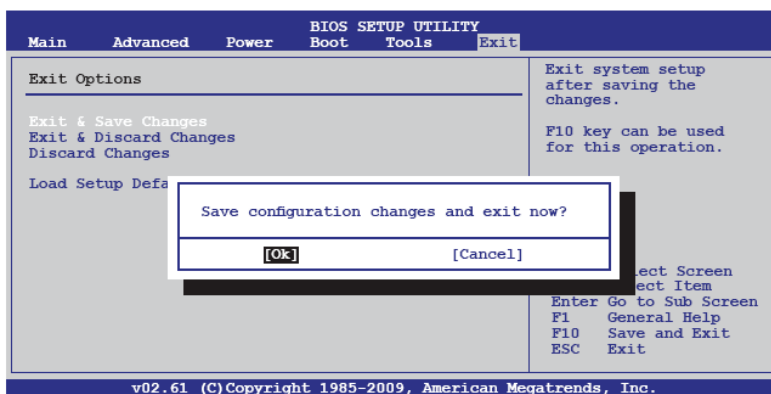 BIOS SETUP UTILITY
Main Advanced Power Boot Tools Exit
Exit Options
Exit & Save Changes
Exit & Discard Changes
Discard Changes
Load Setup Defa
Save configuration changes and exit now?
[Ok] [Cancel]
Exit system setup
after saving the
changes.
F10 key can be used
for this operation.
ect Screen
ect Item
Enter Go to Sub Screen
F1 General Help
F10 Save and Exit
ESC Exit
v02.61 (C)Copyright 1985-2009, American Megatrends, Inc.